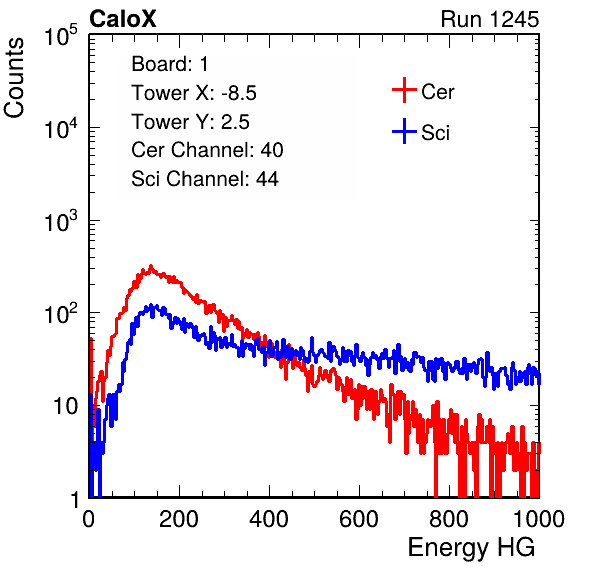 CaloX Run 1245
Counts
Board: 1
Tower X: -8.5
Tower Y: 2.5
Cer Channel: 40
Sci Channel: 44
Cer
Sci
10^5
10^4
10^3
10^2
10
1
0 200 400 600 800 1000
Energy HG